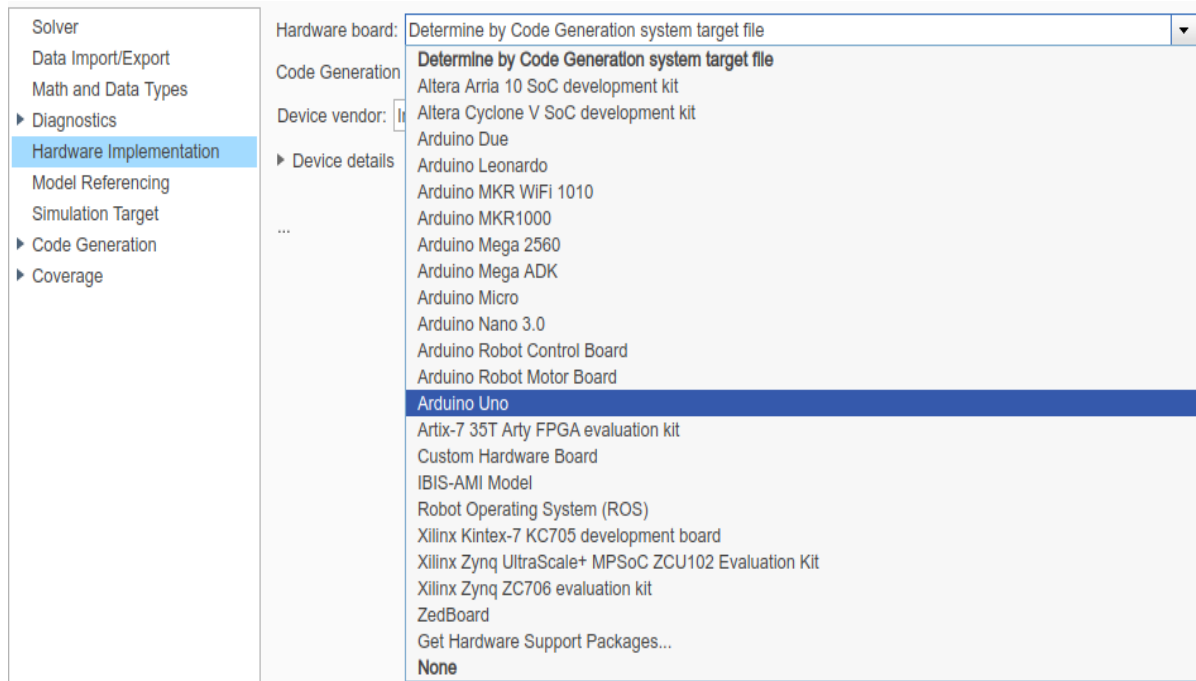 Solver
Data Import/Export
Math and Data Types
Diagnostics
Hardware Implementation
Model Referencing
Simulation Target
Code Generation
Coverage
Hardware board: Determine by Code Generation system target file
Code Generation
Device vendor:
Device details
...
Determine by Code Generation system target file
Altera Arria 10 SoC development kit
Altera Cyclone V SoC development kit
Arduino Due
Arduino Leonardo
Arduino MKR WiFi 1010
Arduino MKR1000
Arduino Mega 2560
Arduino Mega ADK
Arduino Micro
Arduino Nano 3.0
Arduino Robot Control Board
Arduino Robot Motor Board
Arduino Uno
Artix-7 35T Arty FPGA evaluation kit
Custom Hardware Board
IBIS-AMI Model
Robot Operating System (ROS)
Xilinx Kintex-7 KC705 development board
Xilinx Zynq UltraScale+ MPSoC ZCU102 Evaluation Kit
Xilinx Zynq ZC706 evaluation kit
ZedBoard
Get Hardware Support Packages...
None